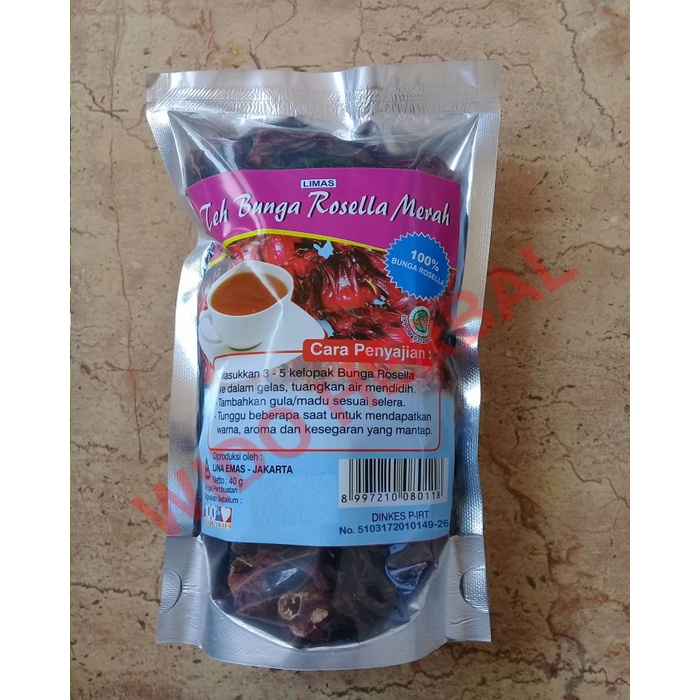 LIMAS
Teh Bunga Rosella Merah
100%
BUNGA ROSELLA
Cara Penyajian :
Masukkan 3 - 5 kelopak Bunga Rosella
ke dalam gelas, tuangkan air mendidih.
-Tambahkan gula/madu sesuai selera.
-Tunggu beberapa saat untuk mendapatkan
warna, aroma dan kesegaran yang mantap.
Diproduksi oleh :
LINA EMAS - JAKARTA
Netto : 40 g
Pembuatan :
Sebelum :
8 997210 080118
DINKES P-IRT
No. 5103172010149-26